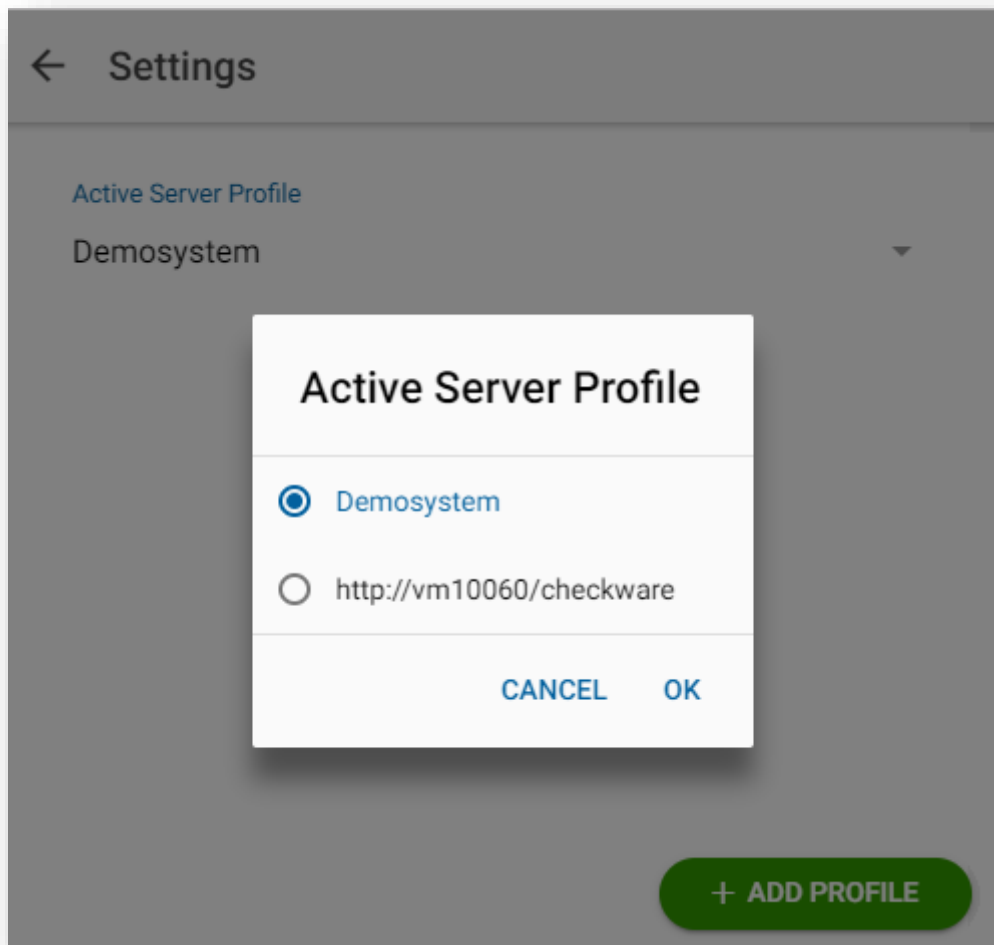 Settings
Active Server Profile
Demosystem
Active Server Profile
Demosystem
http://vm10060/checkware
CANCEL OK
+ ADD PROFILE